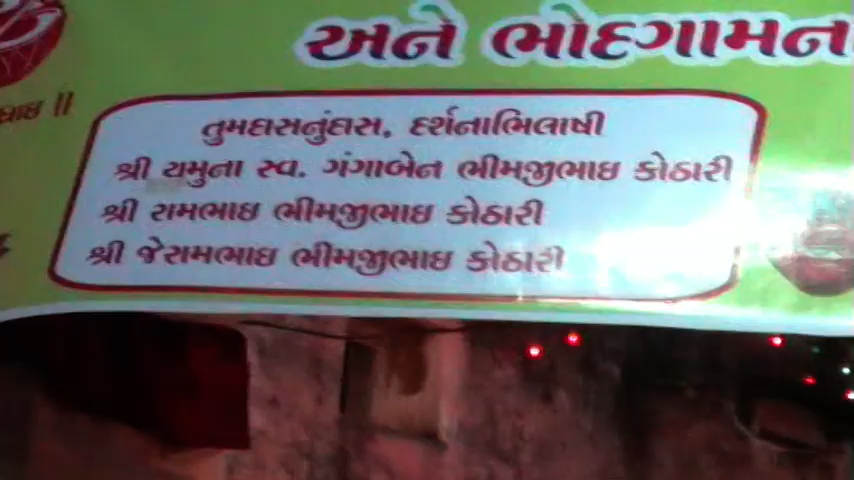 અને ભોદગામના
ઘાઇ ॥
તુમદાસનુંદાસ, દર્શનાભિલાષી
શ્રી યમુના સ્વ. ગંગાબેન ભીમજીભાઇ કોઠારી
શ્રી રામભાઇ ભીમજીભાઇ કોઠારી
શ્રી જેરામભાઇ ભીમજીભાઇ કોઠારી